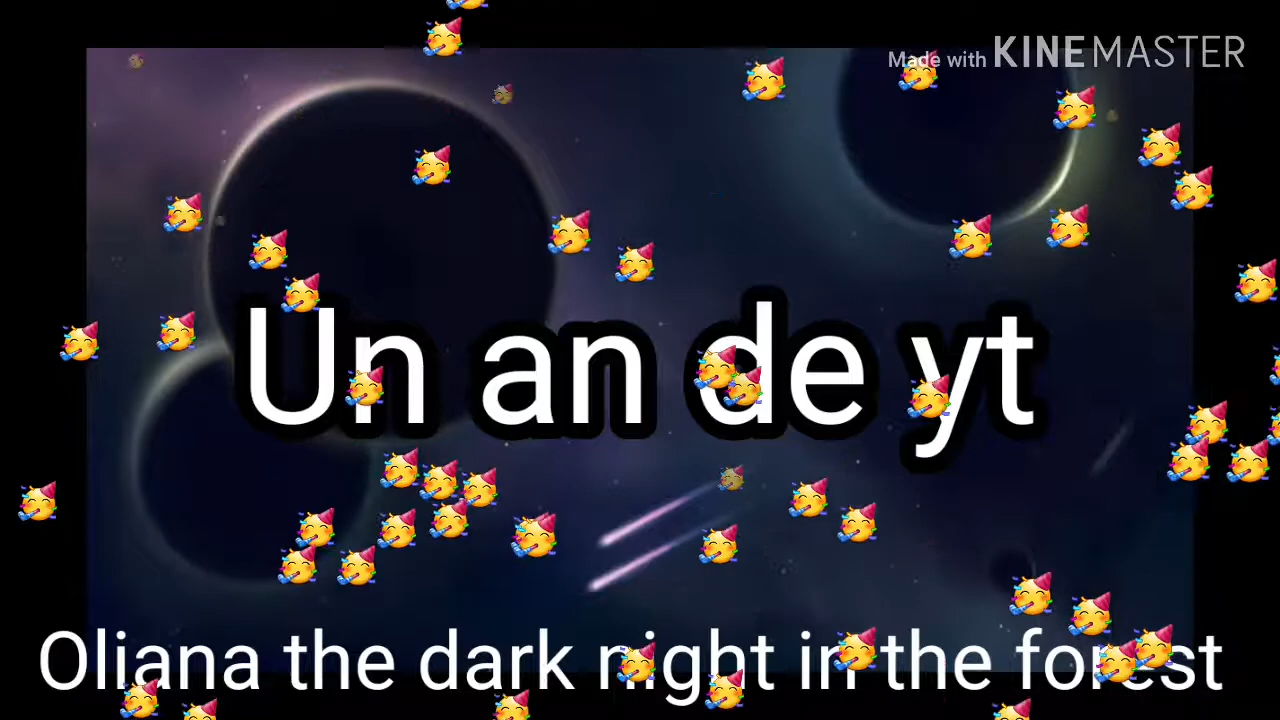 Made with KINEMASTER
Un an de yt
Oliana the dark night in the forest